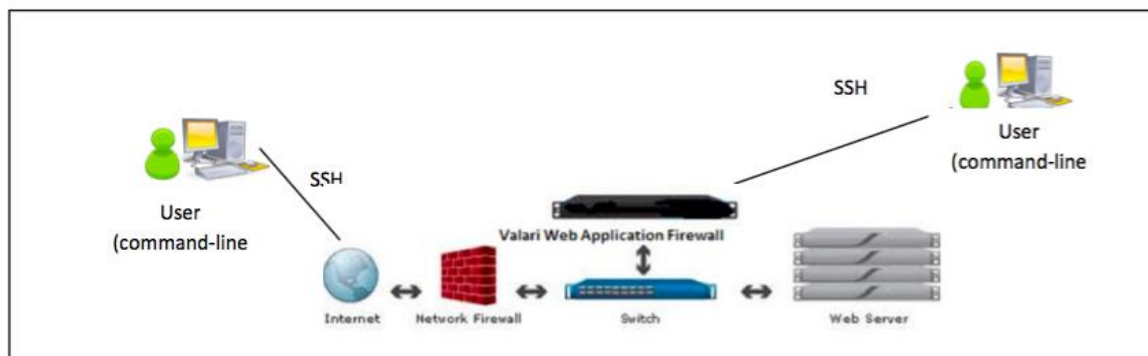 SSH
User
(command-line
SSH
User
(command-line
Valari Web Application Firewall
Internet
Network Firewall
Switch
Web Server